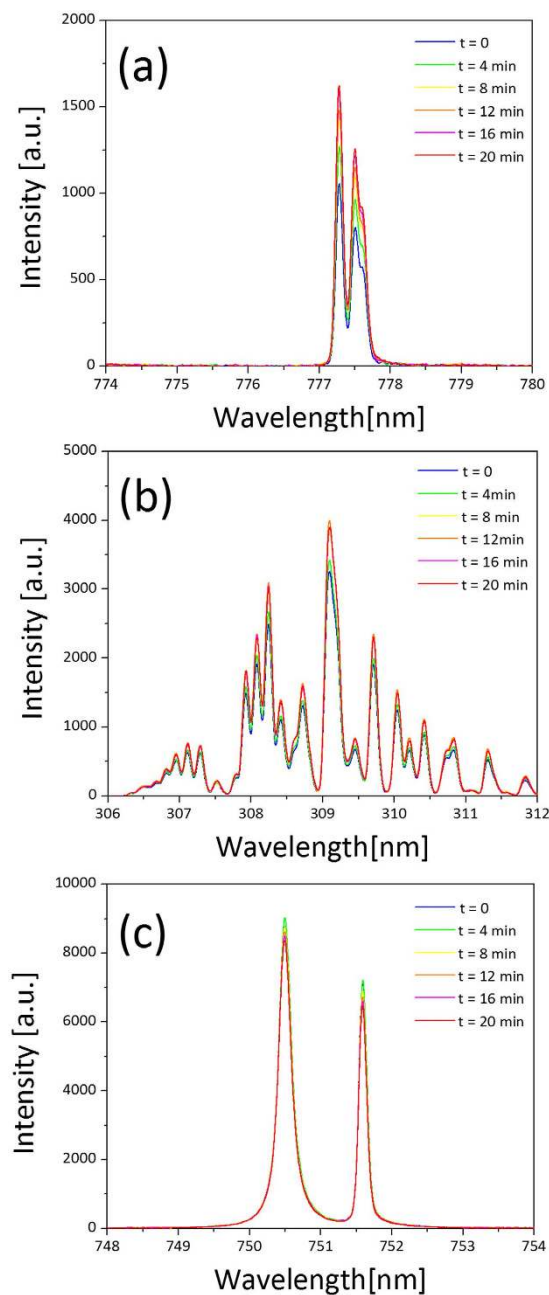 (a)
Intensity [a.u.]
2000
1500
1000
500
0
t = 0
t = 4 min
t = 8 min
t = 12 min
t = 16 min
t = 20 min
774 775 776 777 778 779 780
Wavelength[nm]
(b)
Intensity [a.u.]
5000
4000
3000
2000
1000
0
t = 0
t = 4min
t = 8 min
t = 12min
t = 16 min
t = 20 min
306 307 308 309 310 311 312
Wavelength[nm]
(c)
Intensity [a.u.]
10000
8000
6000
4000
2000
0
t = 0
t = 4 min
t = 8 min
t = 12 min
t = 16 min
t = 20 min
748 749 750 751 752 753 754
Wavelength[nm]